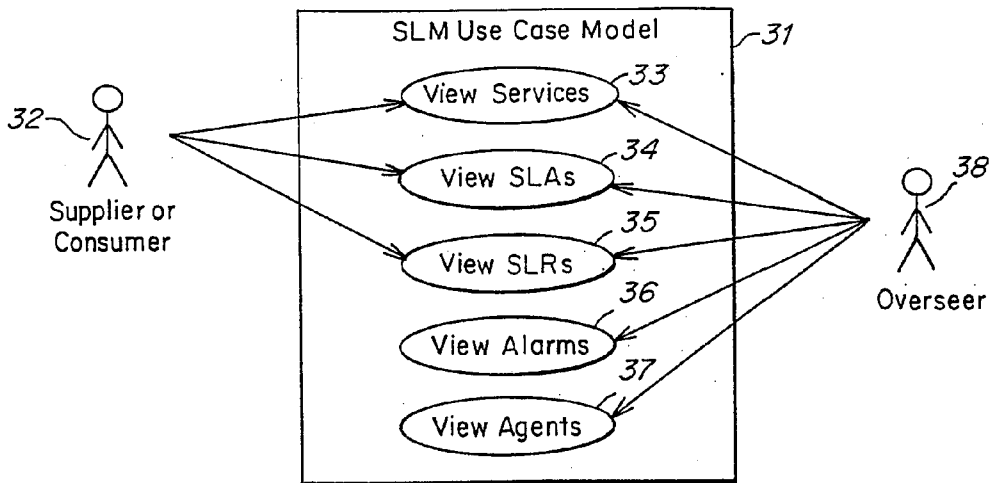 SLM Use Case Model
31
View Services
33
32
View SLAs
34
38
Supplier or
Consumer
View SLRs
35
Overseer
View Alarms
36
View Agents
37